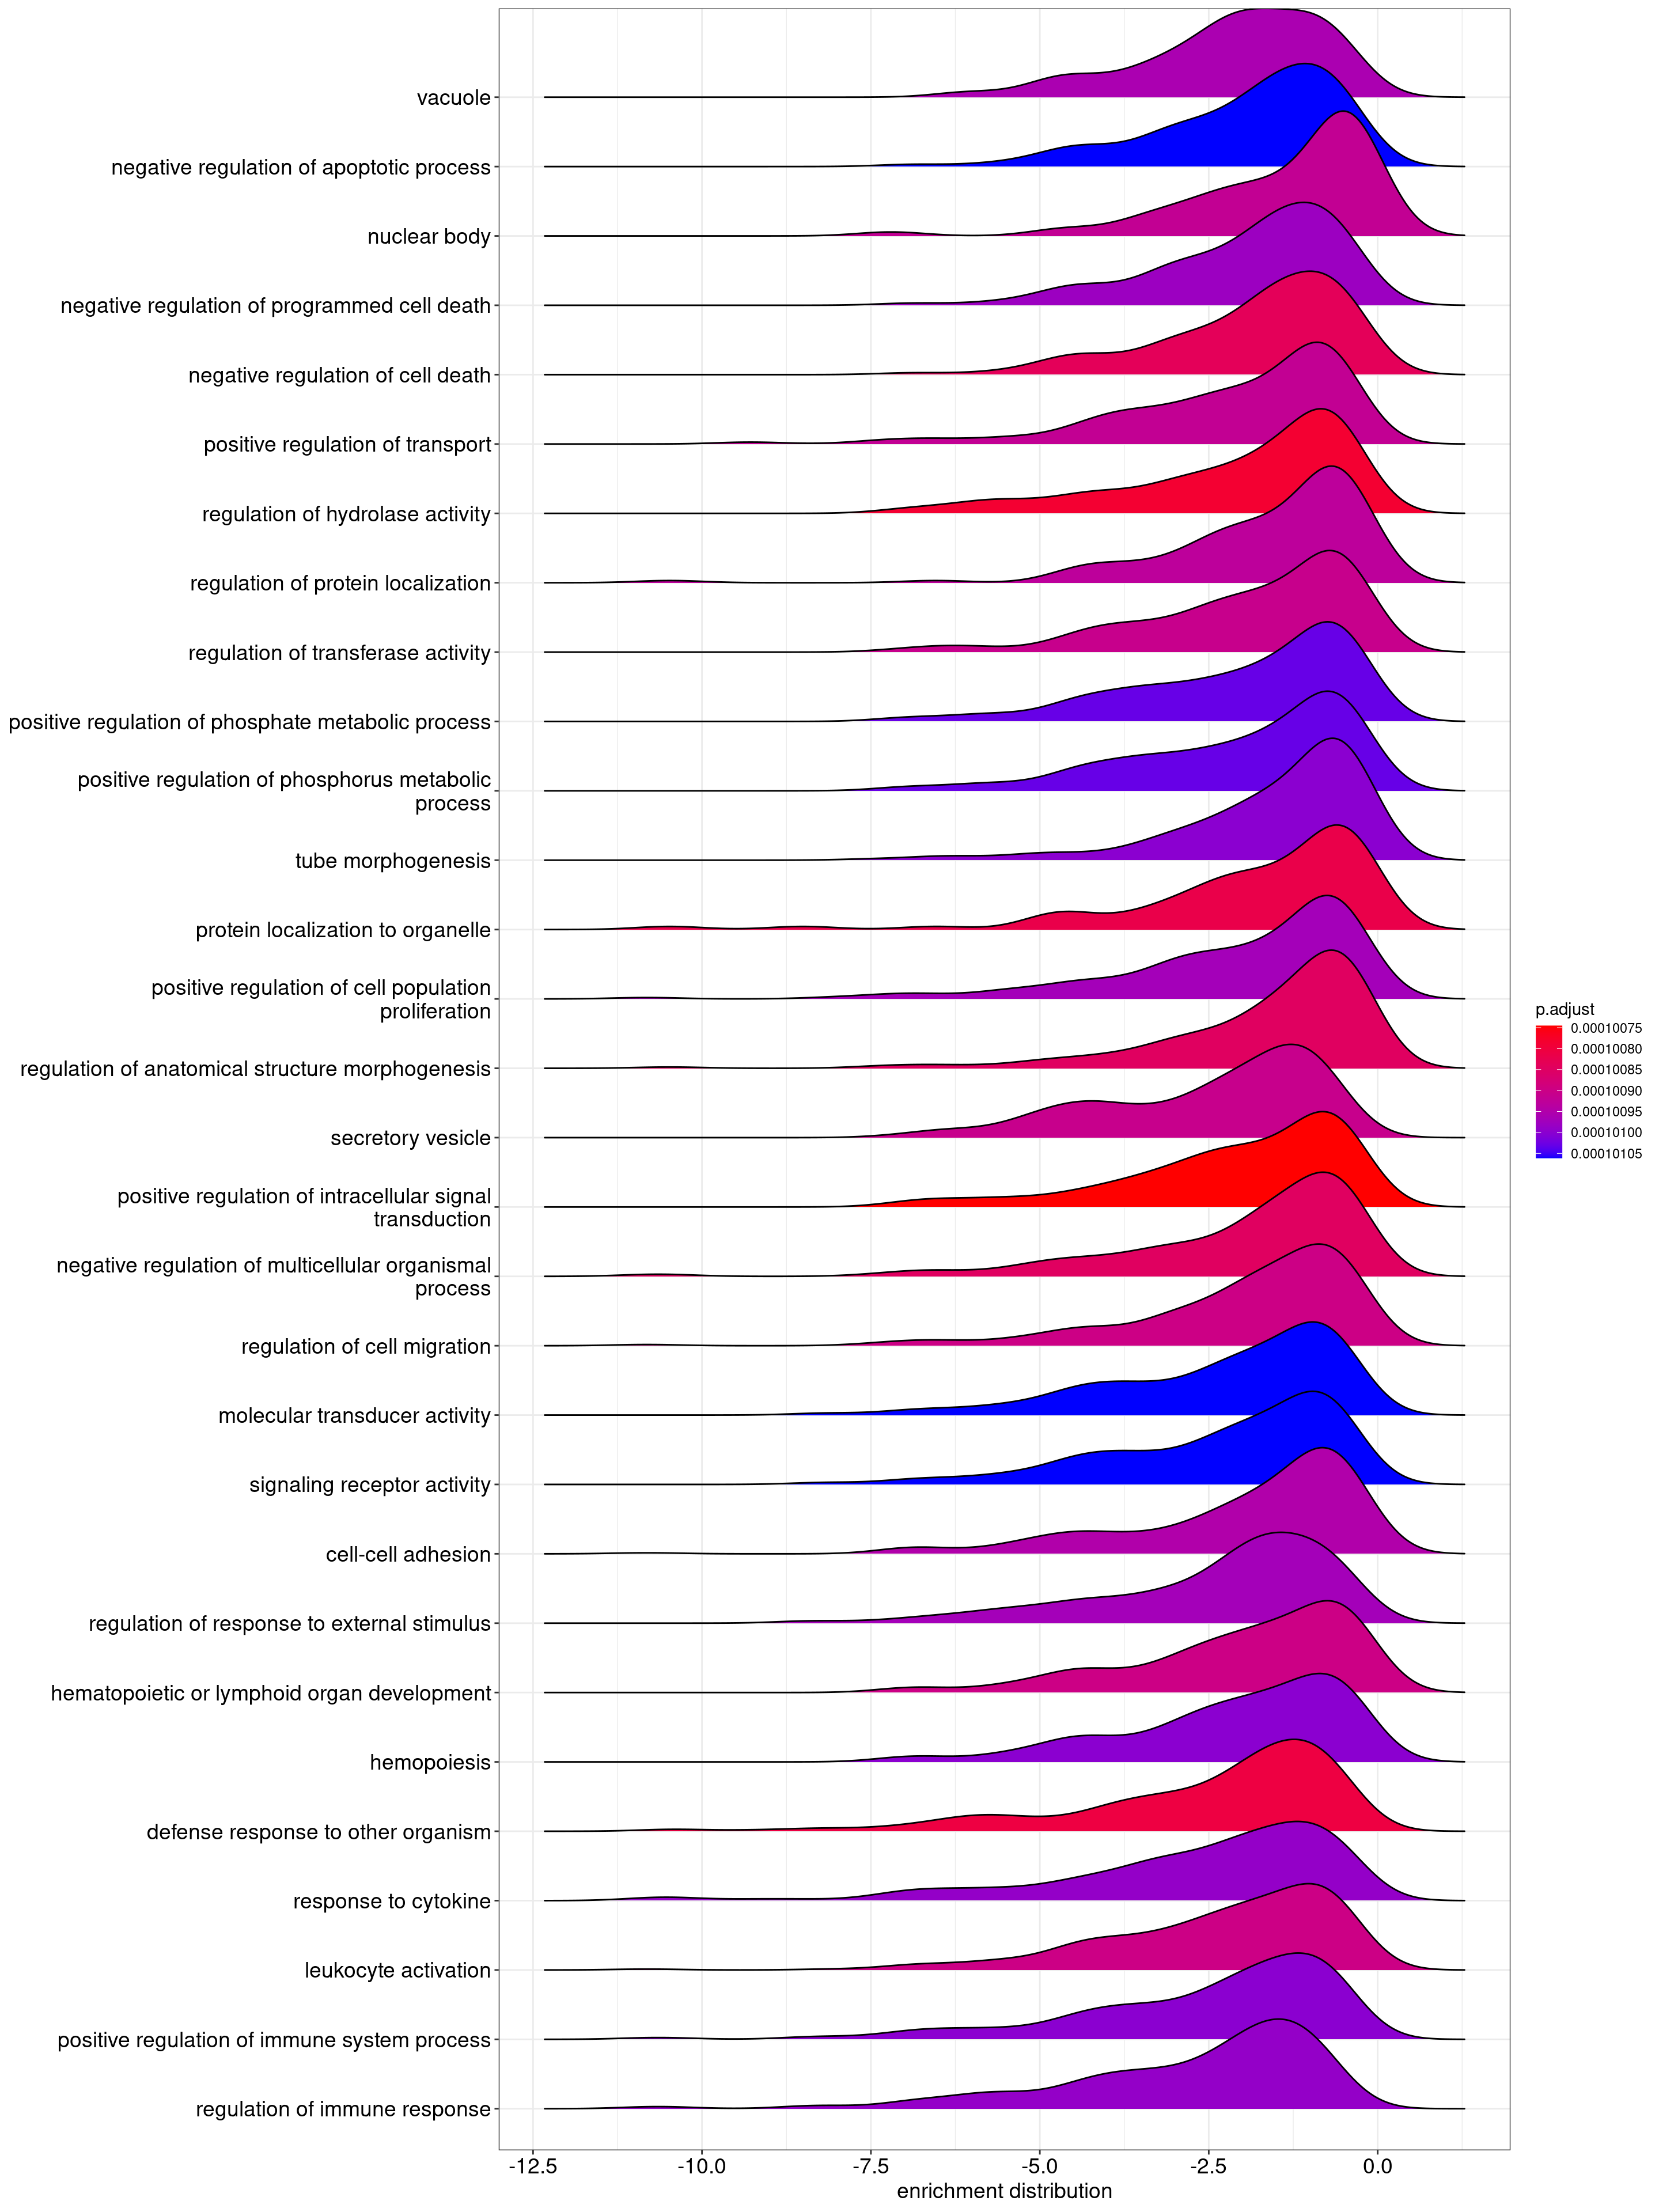 vacuole
negative regulation of apoptotic process
nuclear body
negative regulation of programmed cell death
negative regulation of cell death
positive regulation of transport
regulation of hydrolase activity
regulation of protein localization
regulation of transferase activity
positive regulation of phosphate metabolic process
positive regulation of phosphorus metabolic
process
tube morphogenesis
protein localization to organelle
positive regulation of cell population
proliferation
regulation of anatomical structure morphogenesis
secretory vesicle
positive regulation of intracellular signal
transduction
negative regulation of multicellular organismal
process
regulation of cell migration
molecular transducer activity
signaling receptor activity
cell-cell adhesion
regulation of response to external stimulus
hematopoietic or lymphoid organ development
hemopoiesis
defense response to other organism
response to cytokine
leukocyte activation
positive regulation of immune system process
regulation of immune response
-12.5 -10.0 -7.5 -5.0 -2.5 0.0
enrichment distribution
p.adjust
0.00010075
0.00010080
0.00010085
0.00010090
0.00010095
0.00010100
0.00010105